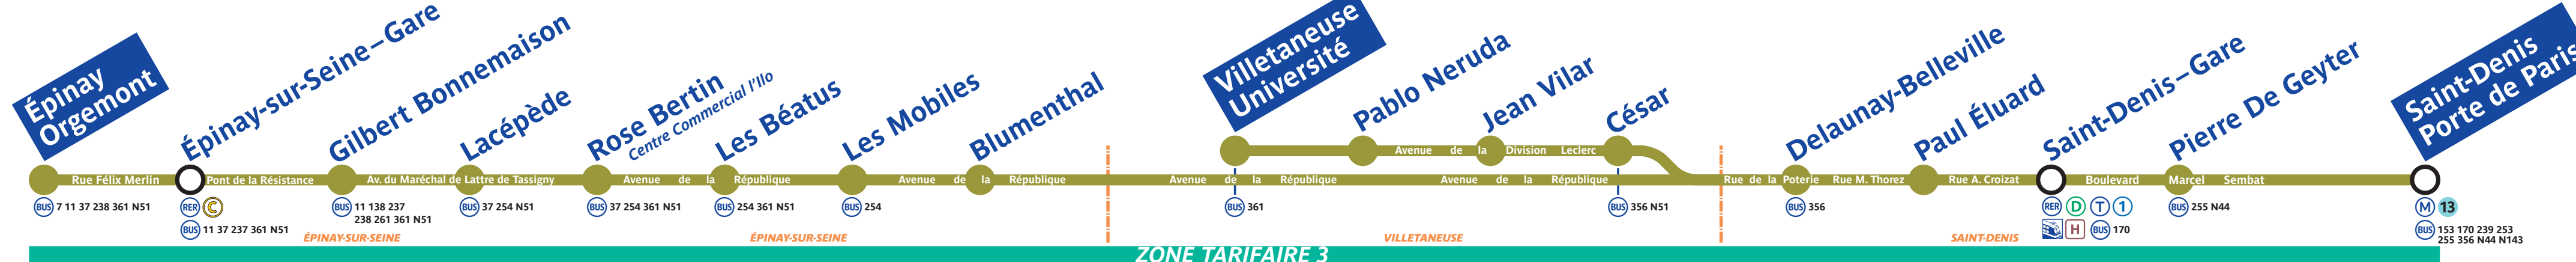 Épinay
Orgemont
Épinay-sur-Seine–Gare
Gilbert Bonnemaison
Lacépède
Rose Bertin
Centre Commercial l'Ilo
Les Béatus
Les Mobiles
Blumenthal
Villetaneuse
Université
Pablo Neruda
Jean Vilar
César
Delaunay-Belleville
Paul Éluard
Saint-Denis–Gare
Pierre De Geyter
Saint-Denis
Porte de Paris
Avenue de la Division Leclerc
Rue Félix Merlin
Pont de la Résistance
Av. du Maréchal de Lattre de Tassigny
Avenue de la République
Avenue de la République
Avenue de la République
Avenue de la République
Rue de la Poterie
Rue M. Thorez
Rue A. Croizat
Boulevard Marcel Sembat
BUS 7 11 37 238 361 N51
RER C
BUS 11 37 237 361 N51
BUS 11 138 237
238 261 361 N51
BUS 37 254 N51
BUS 37 254 361 N51
BUS 254 361 N51
BUS 254
BUS 361
BUS 356 N51
BUS 356
RER D T 1
H BUS 170
BUS 255 N44
M 13
BUS 153 170 239 253
255 356 N44 N143
ÉPINAY-SUR-SEINE
ÉPINAY-SUR-SEINE
VILLETANEUSE
SAINT-DENIS
ZONE TARIFAIRE 3